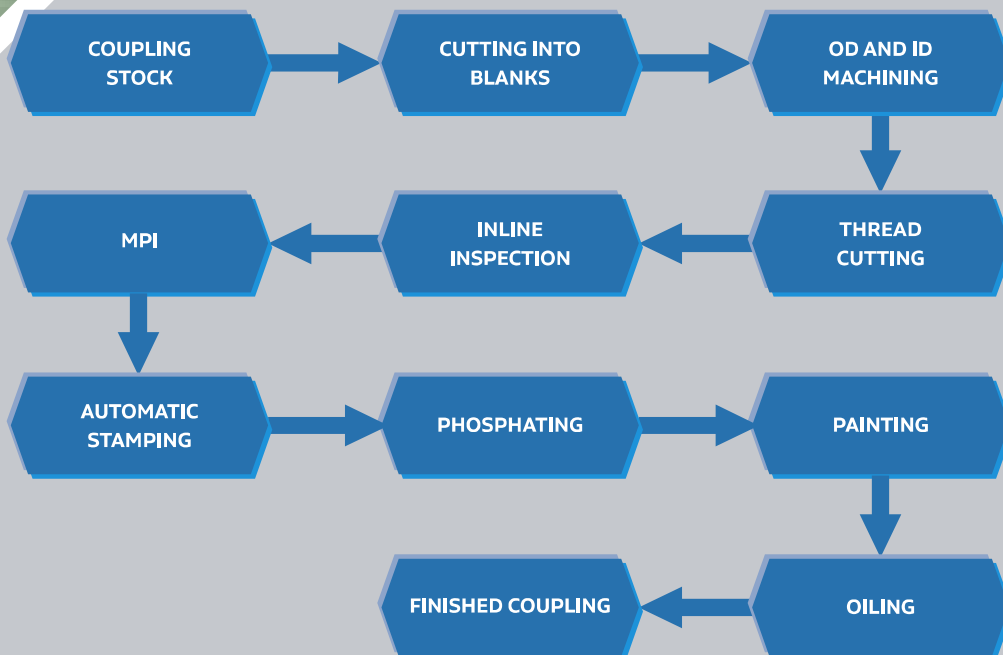 COUPLING
STOCK
CUTTING INTO
BLANKS
OD AND ID
MACHINING
THREAD
CUTTING
INLINE
INSPECTION
MPI
AUTOMATIC
STAMPING
PHOSPHATING
PAINTING
OILING
FINISHED COUPLING